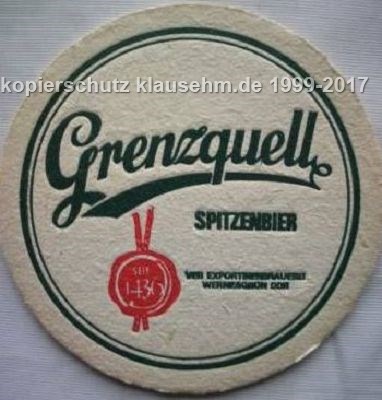 kopierschutz klausehm.de 1999-2017
Grenzquell
SPITZENBIER
SEIT
1436
VEB EXPORTBIERBRAUEREI
WERNESGRÜN DDR